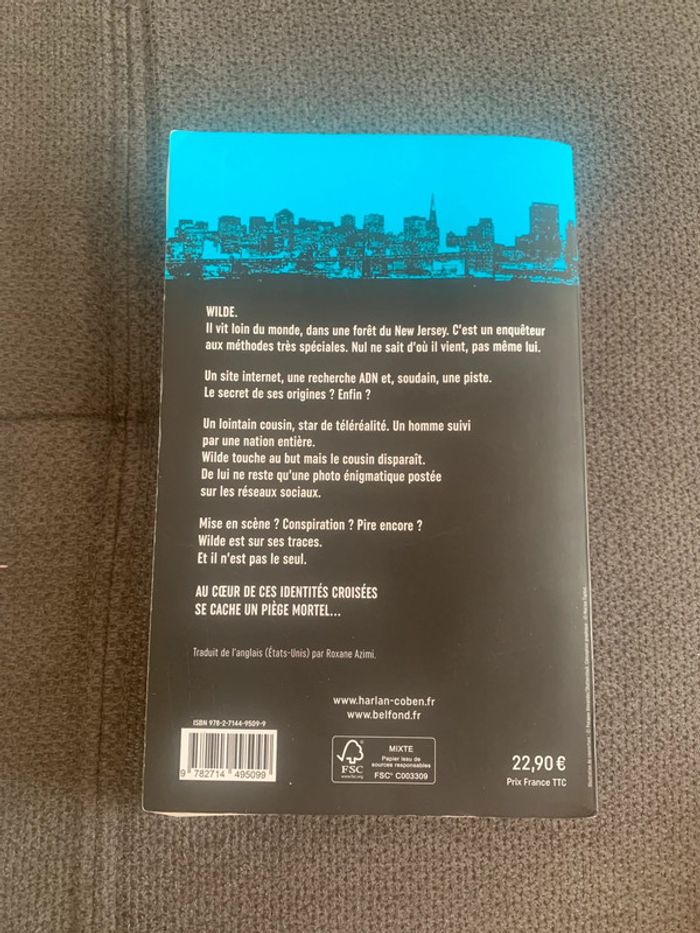 WILDE.
Il vit loin du monde, dans une forêt du New Jersey. C'est un enquêteur
aux méthodes très spéciales. Nul ne sait d'où il vient, pas même lui.
Un site internet, une recherche ADN et, soudain, une piste.
Le secret de ses origines ? Enfin ?
Un lointain cousin, star de téléréalité. Un homme suivi
par une nation entière.
Wilde touche au but mais le cousin disparaît.
De lui ne reste qu'une photo énigmatique postée
sur les réseaux sociaux.
Mise en scène ? Conspiration ? Pire encore ?
Wilde est sur ses traces.
Et il n'est pas le seul.
AU CŒUR DE CES IDENTITÉS CROISÉES
SE CACHE UN PIÈGE MORTEL...
Traduit de l'anglais (États-Unis) par Roxane Azimi.
www.harlan-coben.fr
www.belfond.fr
ISBN 978-2-7144-9509-9
9 782714 495099
FSC
www.fsc.org
MIXTE
Papier issu de
sources responsables
FSC® C003309
22,90 €
Prix France TTC